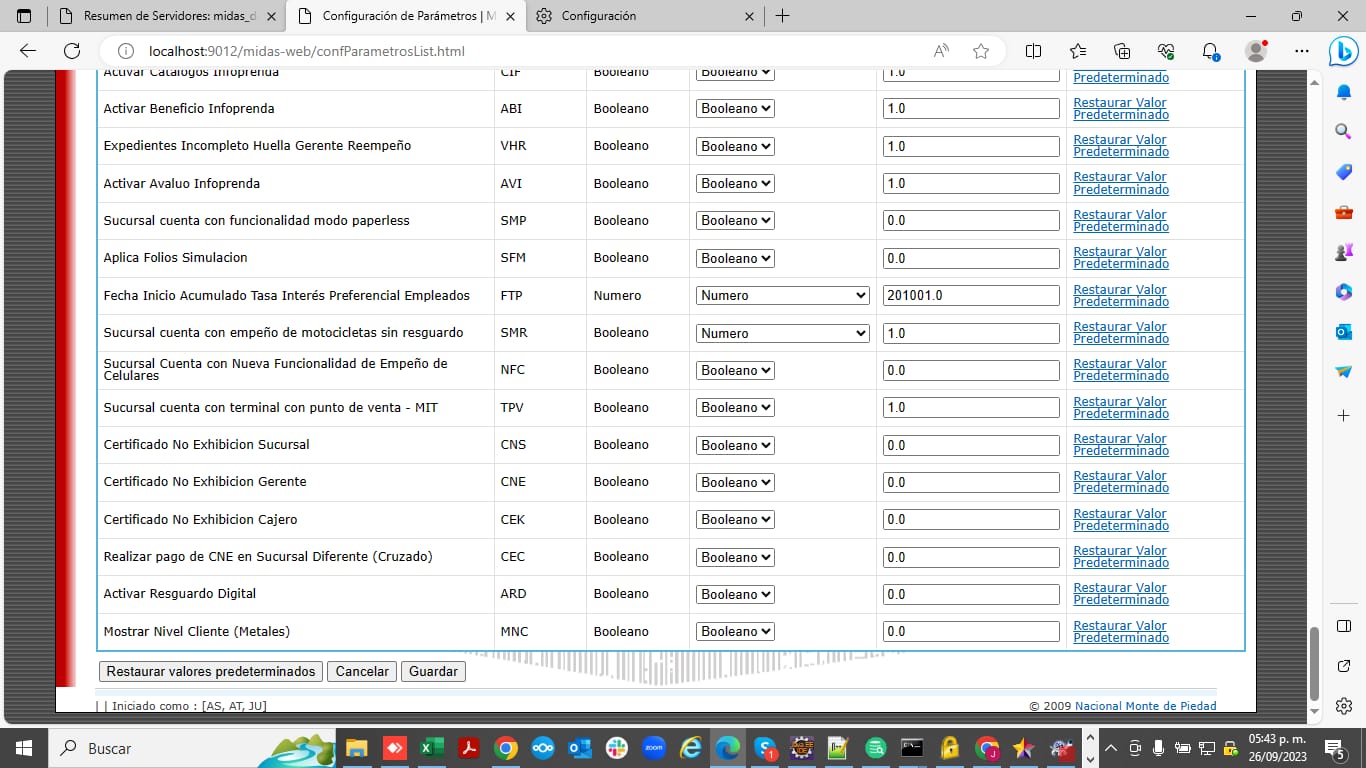 Resumen de Servidores: midas_d
Configuración de Parámetros | M
Configuración
localhost:9012/midas-web/confParametrosList.html
Activar Catalogos Infoprenda CIF Booleano Booleano 1.0 Predeterminado
Activar Beneficio Infoprenda ABI Booleano Booleano 1.0 Restaurar Valor
Predeterminado
Expedientes Incompleto Huella Gerente Reempeño VHR Booleano Booleano 1.0 Restaurar Valor
Predeterminado
Activar Avaluo Infoprenda AVI Booleano Booleano 1.0 Restaurar Valor
Predeterminado
Sucursal cuenta con funcionalidad modo paperless SMP Booleano Booleano 0.0 Restaurar Valor
Predeterminado
Aplica Folios Simulacion SFM Booleano Booleano 0.0 Restaurar Valor
Predeterminado
Fecha Inicio Acumulado Tasa Interés Preferencial Empleados FTP Numero Numero 201001.0 Restaurar Valor
Predeterminado
Sucursal cuenta con empeño de motocicletas sin resguardo SMR Booleano Numero 1.0 Restaurar Valor
Predeterminado
Sucursal Cuenta con Nueva Funcionalidad de Empeño de
Celulares NFC Booleano Booleano 0.0 Restaurar Valor
Predeterminado
Sucursal cuenta con terminal con punto de venta - MIT TPV Booleano Booleano 1.0 Restaurar Valor
Predeterminado
Certificado No Exhibicion Sucursal CNS Booleano Booleano 0.0 Restaurar Valor
Predeterminado
Certificado No Exhibicion Gerente CNE Booleano Booleano 0.0 Restaurar Valor
Predeterminado
Certificado No Exhibicion Cajero CEK Booleano Booleano 0.0 Restaurar Valor
Predeterminado
Realizar pago de CNE en Sucursal Diferente (Cruzado) CEC Booleano Booleano 0.0 Restaurar Valor
Predeterminado
Activar Resguardo Digital ARD Booleano Booleano 0.0 Restaurar Valor
Predeterminado
Mostrar Nivel Cliente (Metales) MNC Booleano Booleano 0.0 Restaurar Valor
Predeterminado
Restaurar valores predeterminados Cancelar Guardar
| | Iniciado como : [AS, AT, JU] © 2009 Nacional Monte de Piedad
Buscar
zoom
05:43 p. m.
26/09/2023
5